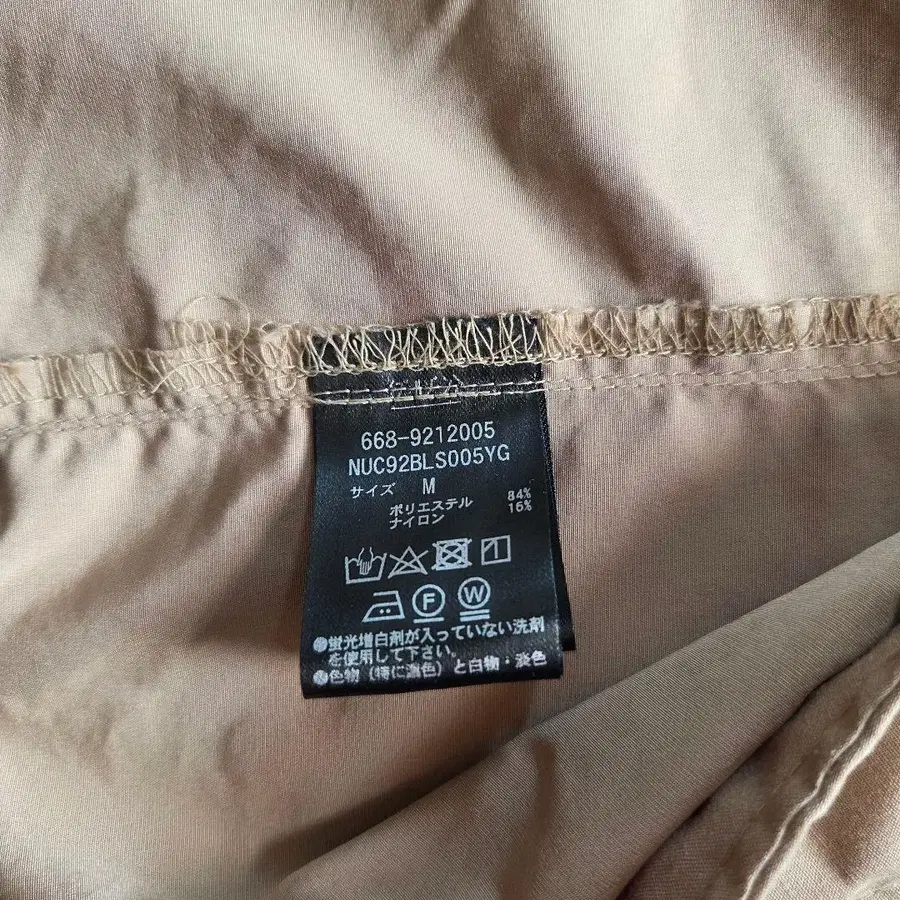 668-9212005
NUC92BLS005YG
サイズ M
ポリエステル 84%
ナイロン 16%
F W
●蛍光増白剤が入っていない洗剤
を使用して下さい。
●色物(特に濃色)と白物・淡色